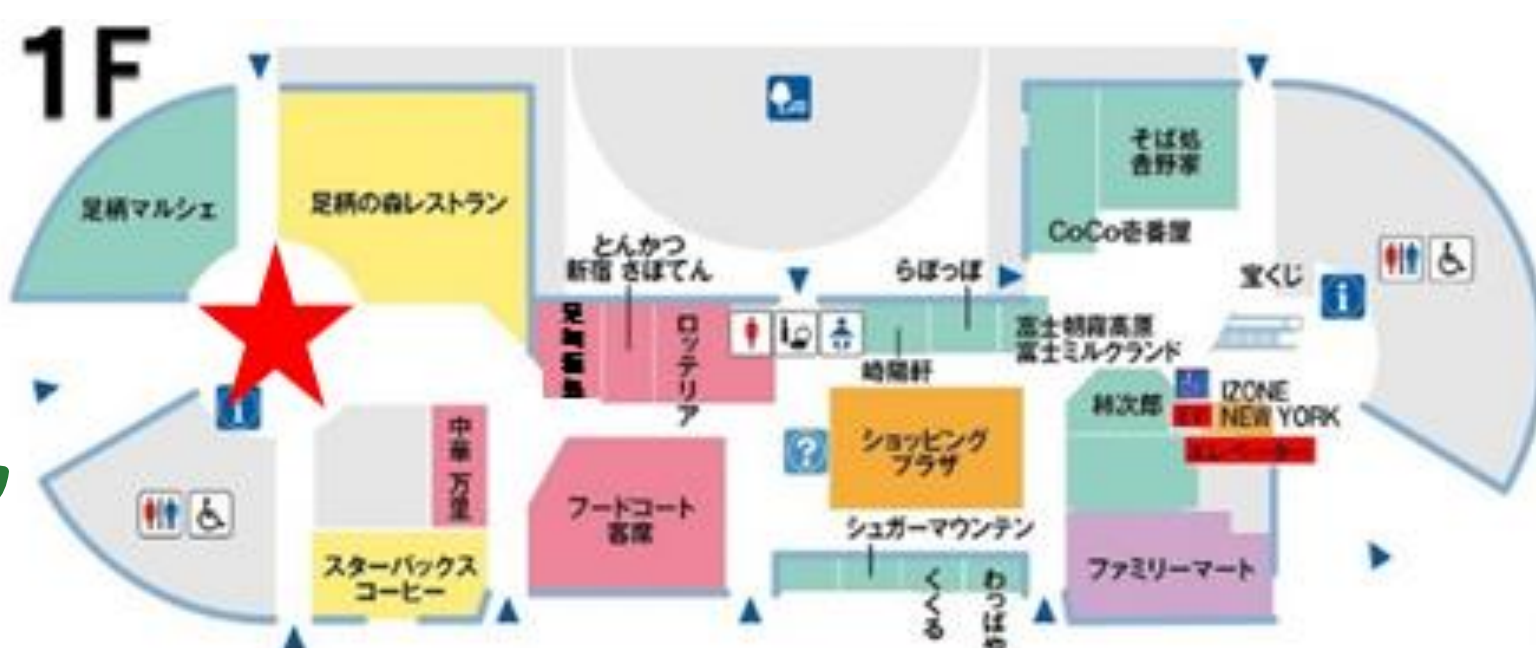 1F
足柄マルシェ
足柄の森レストラン
とんかつ
新宿 さぼてん
ロッテリア
らぽっぽ
崎陽軒
そば処
吉野家
CoCo壱番屋
宝くじ
富士朝霧高原
富士ミルクランド
IZONE
NEW YORK
中華 万里
スターバックス
コーヒー
フードコート
客席
ショッピング
プラザ
シュガーマウンテン
くくる
ファミリーマート